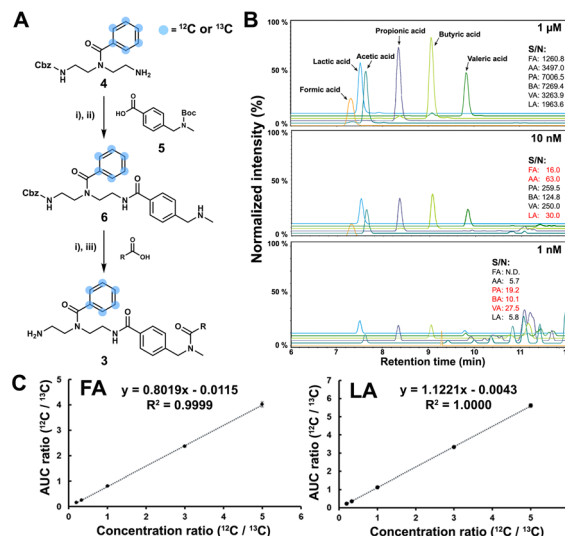 A
= ¹²C or ¹³C
O
N
Cbz
N
H
NH₂
4
i), ii)
HO
O
Boc
N
5
O
N
Cbz
N
H
H
N
O
H
N
6
i), iii)
O
R
OH
O
N
H₂N
H
N
O
O
R
N
3
B
Normalized intensity (%)
100 %
50 %
0 %
1 µM
Formic acid
Lactic acid
Acetic acid
Propionic acid
Butyric acid
Valeric acid
S/N:
FA: 1260.8
AA: 3497.0
PA: 7006.5
BA: 7269.4
VA: 3263.9
LA: 1963.6
100 %
50 %
0 %
10 nM
S/N:
FA: 16.0
AA: 63.0
PA: 259.5
BA: 124.8
VA: 250.0
LA: 30.0
100 %
50 %
0 %
1 nM
S/N:
FA: N.D.
AA: 5.7
PA: 19.2
BA: 10.1
VA: 27.5
LA: 5.8
6 7 8 9 10 11
Retention time (min)
C
FA
y = 0.8019x - 0.0115
R² = 0.9999
AUC ratio (¹²C / ¹³C)
5
4
3
2
1
0
0 1 2 3 4 5 6
Concentration ratio (¹²C / ¹³C)
LA
y = 1.1221x - 0.0043
R² = 1.0000
AUC ratio (¹²C / ¹³C)
7
6
5
4
3
2
1
0
0 1 2 3 4 5 6
Concentration ratio (¹²C / ¹³C)